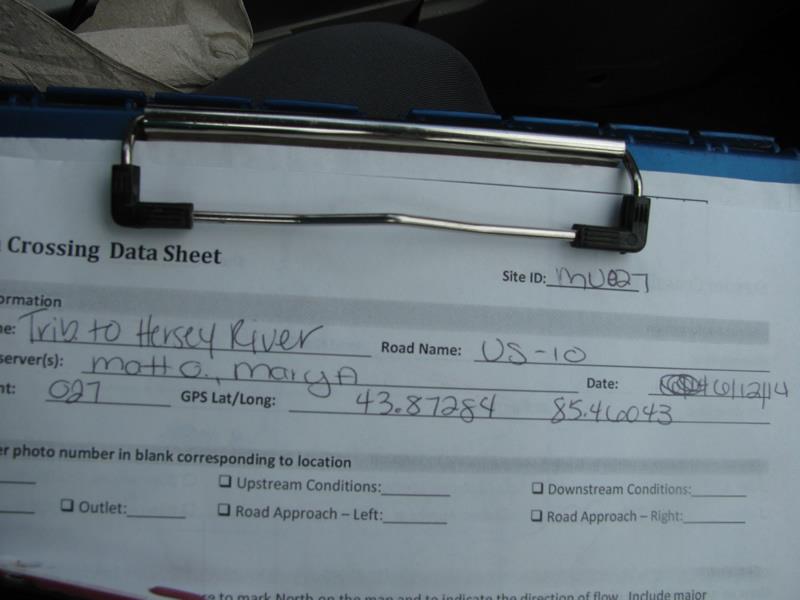 Crossing Data Sheet
Site ID: MU027
ormation
ne: Trib. to Hersey River Road Name: US-10
server(s): Matt O., Mary A Date: 6/12/14
nt: 027 GPS Lat/Long: 43.87284 85.46043
er photo number in blank corresponding to location
☐ Upstream Conditions: ☐ Downstream Conditions:
☐ Outlet: ☐ Road Approach – Left: ☐ Road Approach – Right:
e to mark North on the map and to indicate the direction of flow. Include major